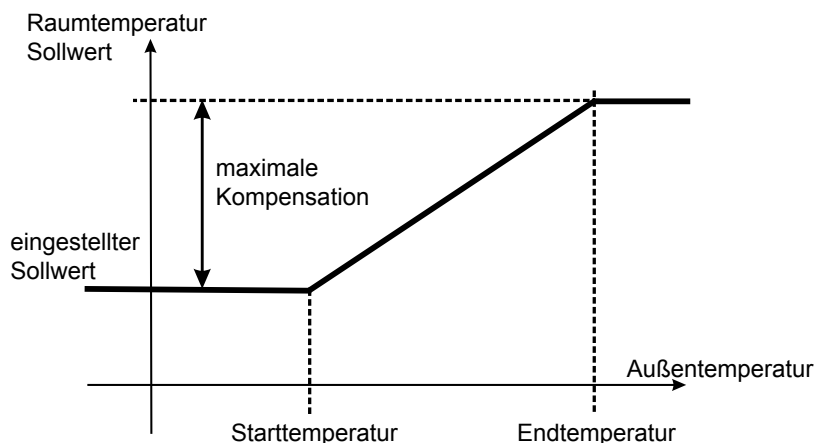 Raumtemperatur
Sollwert
maximale
Kompensation
eingestellter
Sollwert
Außentemperatur
Starttemperatur
Endtemperatur